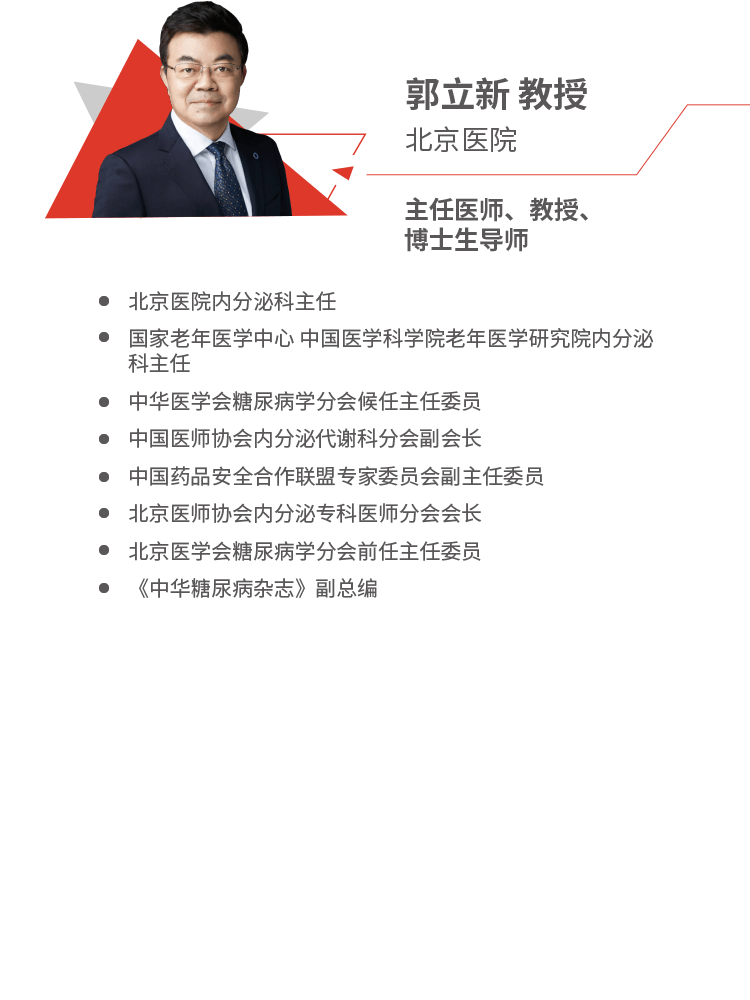 郭立新 教授
北京医院
主任医师、教授、
博士生导师
北京医院内分泌科主任
国家老年医学中心 中国医学科学院老年医学研究院内分泌
科主任
中华医学会糖尿病学分会候任主任委员
中国医师协会内分泌代谢科分会副会长
中国药品安全合作联盟专家委员会副主任委员
北京医师协会内分泌专科医师分会会长
北京医学会糖尿病学分会前任主任委员
《中华糖尿病杂志》副总编